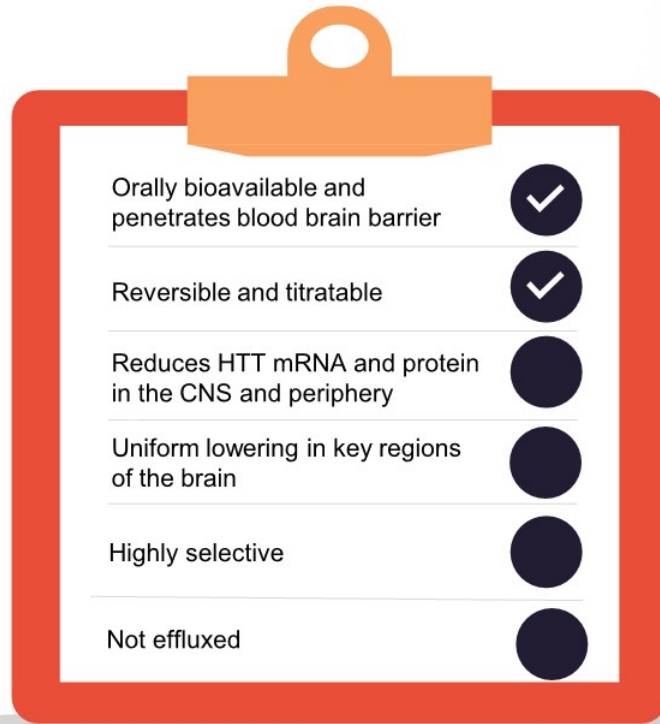 Orally bioavailable and
penetrates blood brain barrier
Reversible and titratable
Reduces HTT mRNA and protein
in the CNS and periphery
Uniform lowering in key regions
of the brain
Highly selective
Not effluxed